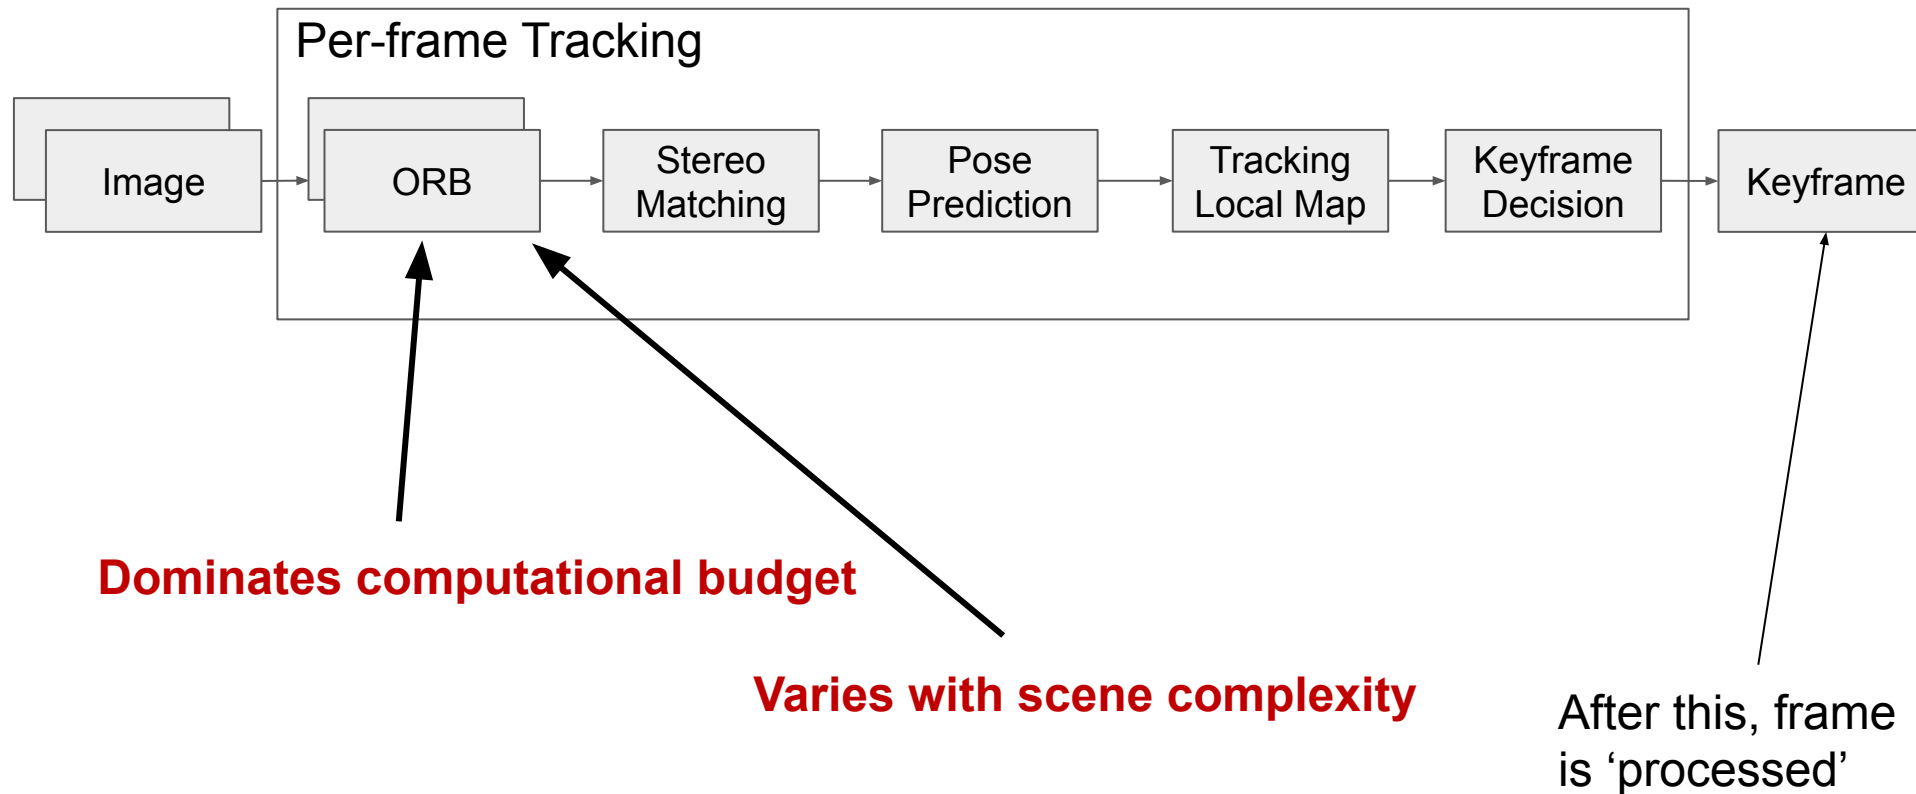 Per-frame Tracking
Image
ORB
Stereo
Matching
Pose
Prediction
Tracking
Local Map
Keyframe
Decision
Keyframe
Dominates computational budget
Varies with scene complexity
After this, frame
is ‘processed’